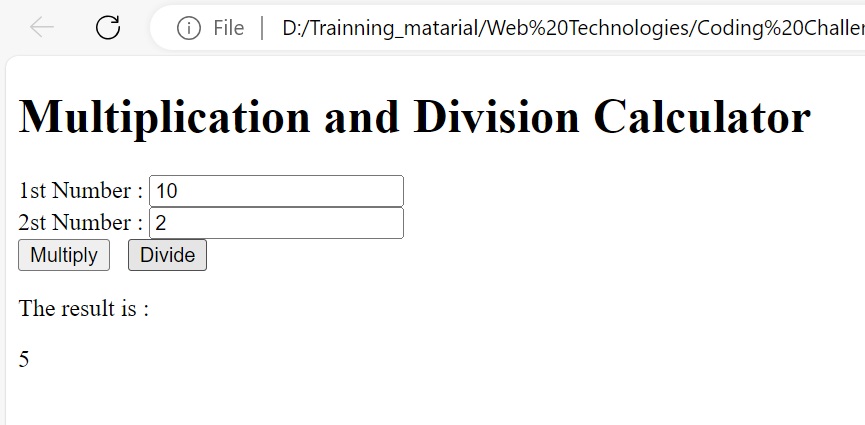 File | D:/Trainning_matarial/Web%20Technologies/Coding%20Challer
Multiplication and Division Calculator
1st Number : 10
2st Number : 2
Multiply Divide
The result is :
5